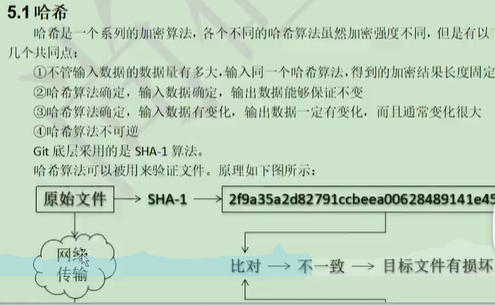 5.1 哈希
哈希是一个系列的加密算法，各个不同的哈希算法虽然加密强度不同，但是有以下
几个共同点：
①不管输入数据的数据量有多大，输入同一个哈希算法，得到的加密结果长度固定
②哈希算法确定，输入数据确定，输出数据能够保证不变
③哈希算法确定，输入数据有变化，输出数据一定有变化，而且通常变化很大
④哈希算法不可逆
Git 底层采用的是 SHA-1 算法。
哈希算法可以被用来验证文件。原理如下图所示：
原始文件 SHA-1 2f9a35a2d82791ccbeea00628489141e45
网络
传输
比对 不一致 目标文件有损坏